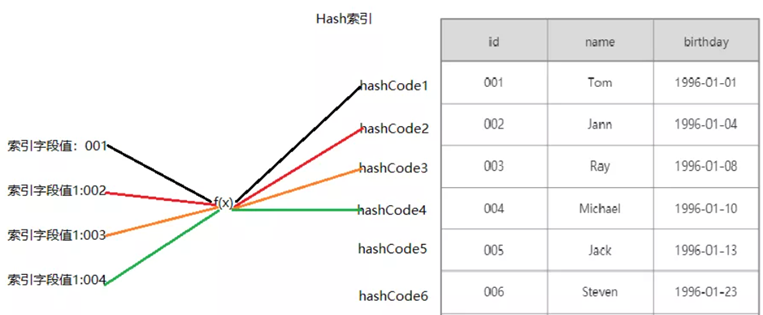 Hash索引
索引字段值：001
索引字段值1:002
索引字段值1:003
索引字段值1:004
f(x)
hashCode1
hashCode2
hashCode3
hashCode4
hashCode5
hashCode6
id name birthday
001 Tom 1996-01-01
002 Jann 1996-01-04
003 Ray 1996-01-08
004 Michael 1996-01-10
005 Jack 1996-01-13
006 Steven 1996-01-23